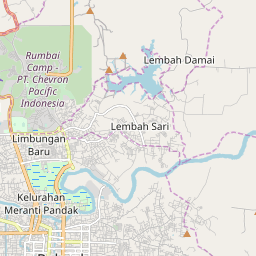 Rumbai
Camp -
PT. Chevron
Pacific
Indonesia
Lembah Damai
Lembah Sari
Limbungan
Baru
Kelurahan
Meranti Pandak